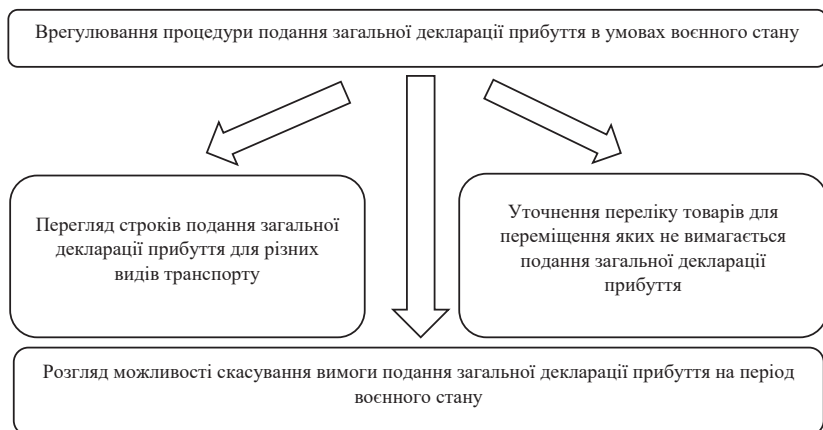 Врегулювання процедури подання загальної декларації прибуття в умовах воєнного стану
Перегляд строків подання загальної
декларації прибуття для різних
видів транспорту
Уточнення переліку товарів для
переміщення яких не вимагається
подання загальної декларації
прибуття
Розгляд можливості скасування вимоги подання загальної декларації прибуття на період
воєнного стану